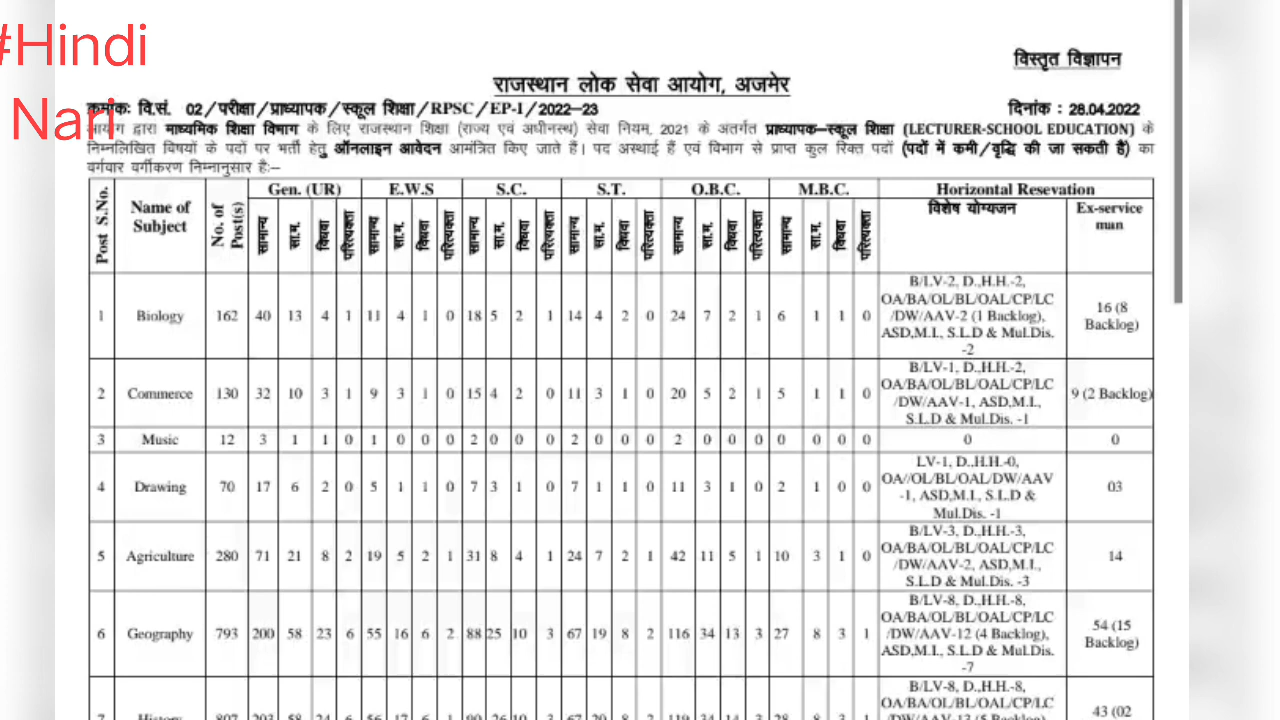 #Hindi
Nari
विस्तृत विज्ञापन
राजस्थान लोक सेवा आयोग, अजमेर
क्रमांकः वि.सं. 02/परीक्षा/प्राध्यापक/स्कूल शिक्षा/RPSC/EP-I/2022-23 दिनांक : 28.04.2022
आयोग द्वारा माध्यमिक शिक्षा विभाग के लिए राजस्थान शिक्षा (राज्य एवं अधीनस्थ) सेवा नियम, 2021 के अंतर्गत प्राध्यापक-स्कूल शिक्षा (LECTURER-SCHOOL EDUCATION) के
निम्नलिखित विषयों के पदों पर भर्ती हेतु ऑनलाइन आवेदन आमंत्रित किए जाते हैं। पद अस्थाई हैं एवं विभाग से प्राप्त कुल रिक्त पदों (पदों में कमी/वृद्धि की जा सकती है) का
वर्गवार वर्गीकरण निम्नानुसार है:-
Post S.No. Name of Subject No. of Post(s) Gen. (UR) E.W.S S.C. S.T. O.B.C. M.B.C. Horizontal Resevation
सामान्य सा.म. विधवा परित्यक्ता सामान्य सा.म. विधवा परित्यक्ता सामान्य सा.म. विधवा परित्यक्ता सामान्य सा.म. विधवा परित्यक्ता सामान्य सा.म. विधवा परित्यक्ता सामान्य सा.म. विधवा परित्यक्ता विशेष योग्यजन Ex-service man
1 Biology 162 40 13 4 1 11 4 1 0 18 5 2 1 14 4 2 0 24 7 2 1 6 1 1 0 B/LV-2, D.,H.H.-2, OA/BA/OL/BL/OAL/CP/LC /DW/AAV-2 (1 Backlog), ASD,M.I., S.L.D & Mul.Dis. -2 16 (8 Backlog)
2 Commerce 130 32 10 3 1 9 3 1 0 15 4 2 0 11 3 1 0 20 5 2 1 5 1 1 0 B/LV-1, D.,H.H.-2, OA/BA/OL/BL/OAL/CP/LC /DW/AAV-1, ASD,M.I., S.L.D & Mul.Dis. -1 9 (2 Backlog)
3 Music 12 3 1 1 0 1 0 0 0 2 0 0 0 2 0 0 0 2 0 0 0 0 0 0 0 0 0
4 Drawing 70 17 6 2 0 5 1 1 0 7 3 1 0 7 1 1 0 11 3 1 0 2 1 0 0 LV-1, D.,H.H.-0, OA//OL/BL/OAL/DW/AAV -1, ASD,M.I., S.L.D & Mul.Dis. -1 03
5 Agriculture 280 71 21 8 2 19 5 2 1 31 8 4 1 24 7 2 1 42 11 5 1 10 3 1 0 B/LV-3, D.,H.H.-3, OA/BA/OL/BL/OAL/CP/LC /DW/AAV-2, ASD,M.I., S.L.D & Mul.Dis. -3 14
6 Geography 793 200 58 23 6 55 16 6 2 88 25 10 3 67 19 8 2 116 34 13 3 27 8 3 1 B/LV-8, D.,H.H.-8, OA/BA/OL/BL/OAL/CP/LC /DW/AAV-12 (4 Backlog), ASD,M.I., S.L.D & Mul.Dis. -7 54 (15 Backlog)
7 History 807 203 58 24 6 56 17 6 1 90 26 10 3 67 20 8 2 119 34 14 3 28 8 3 1 B/LV-8, D.,H.H.-8, OA/BA/OL/BL/OAL/CP/LC /DW/AAV-13 (5 Backlog), 43 (02